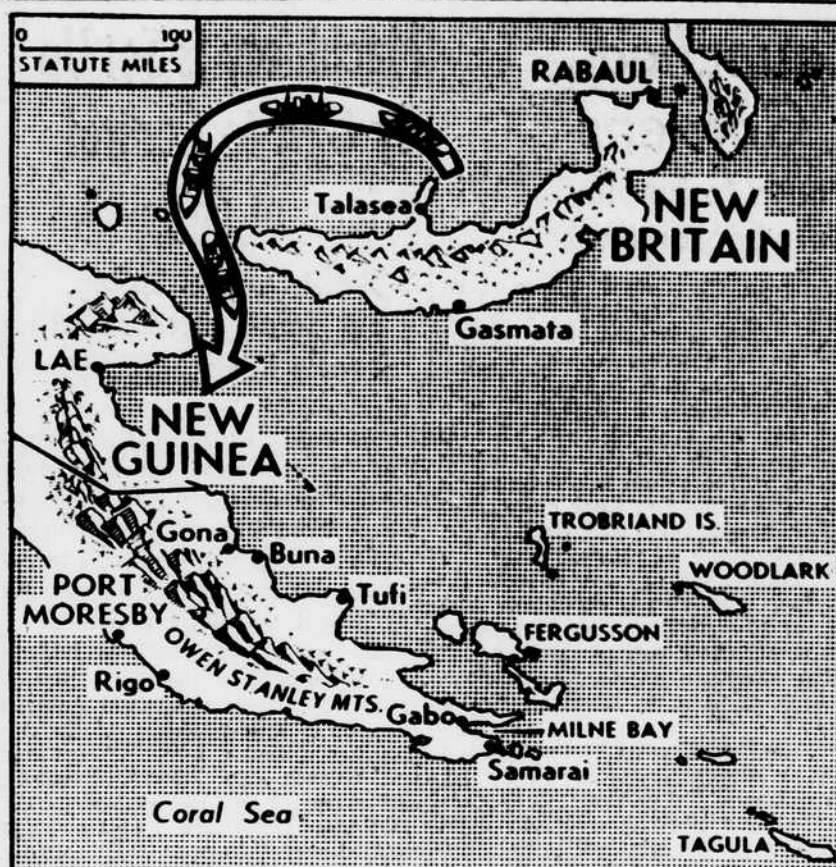 0 100
STATUTE MILES
RABAUL
Talasea
NEW
BRITAIN
Gasmata
LAE
NEW
GUINEA
TROBRIAND IS.
Gona
Buna
WOODLARK
PORT
MORESBY
Tufi
FERGUSSON
OWEN STANLEY MTS.
Rigo
Gabo
MILNE BAY
Samarai
Coral Sea
TAGULA